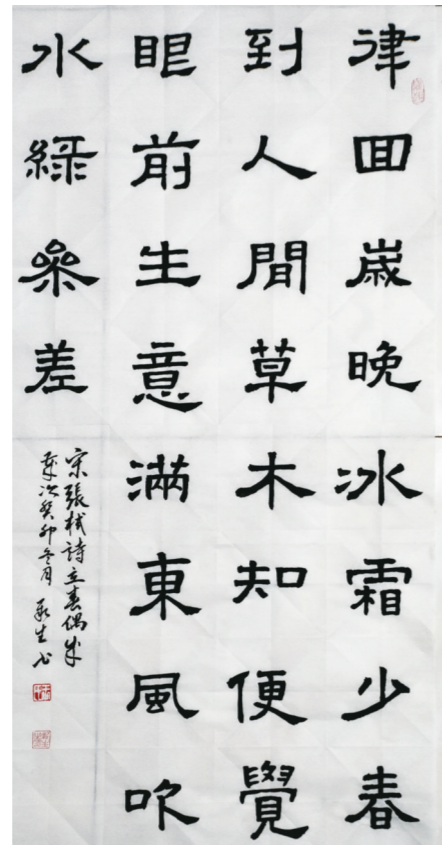 律回歲晚冰霜少春
到人間草木知便覺
眼前生意滿東風吹
水綠參差
宋張栻詩立春偶成
歲次癸卯冬月